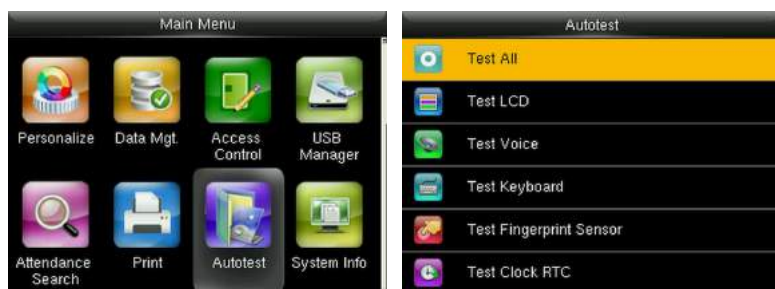 Main Menu
Personalize Data Mgt. Access Control USB Manager
Attendance Search Print Autotest System Info
Autotest
Test All
Test LCD
Test Voice
Test Keyboard
Test Fingerprint Sensor
Test Clock RTC